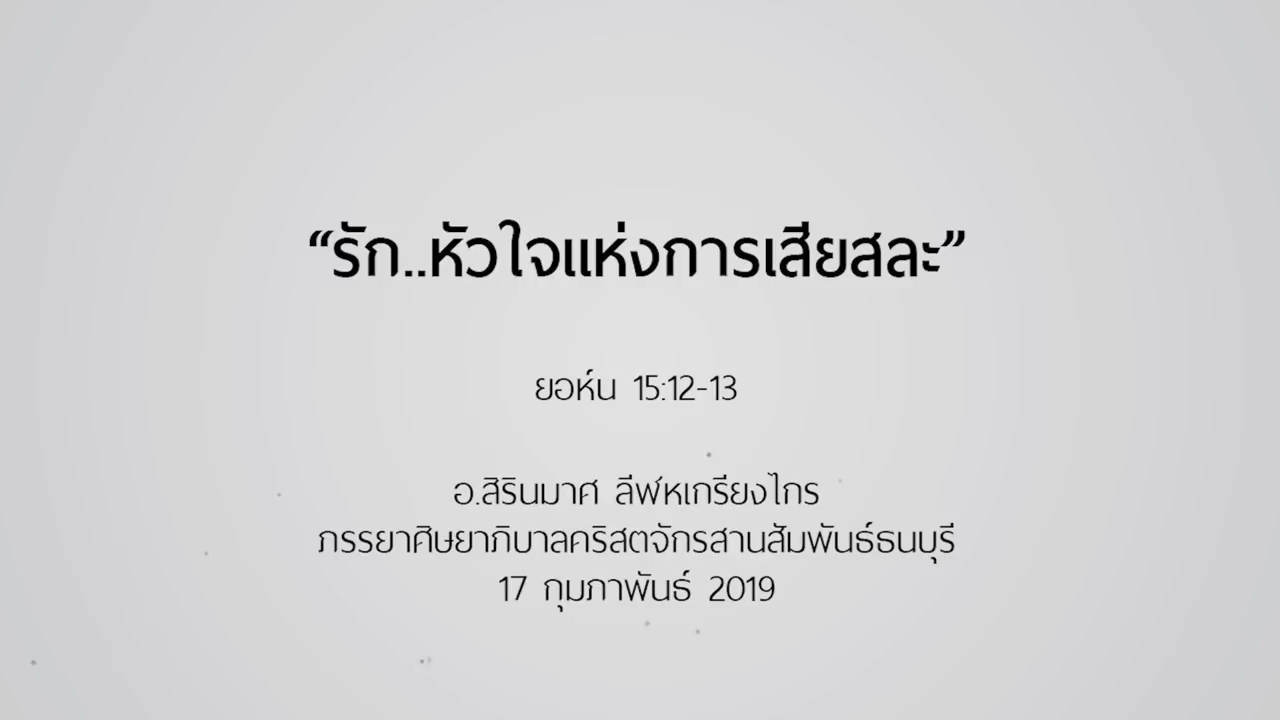 “รัก..หัวใจแห่งการเสียสละ”
ยอห์น 15:12-13
อ.สิรินมาศ ลีฬหเกรียงไกร
ภรรยาศิษยาภิบาลคริสตจักรสานสัมพันธ์ธนบุรี
17 กุมภาพันธ์ 2019